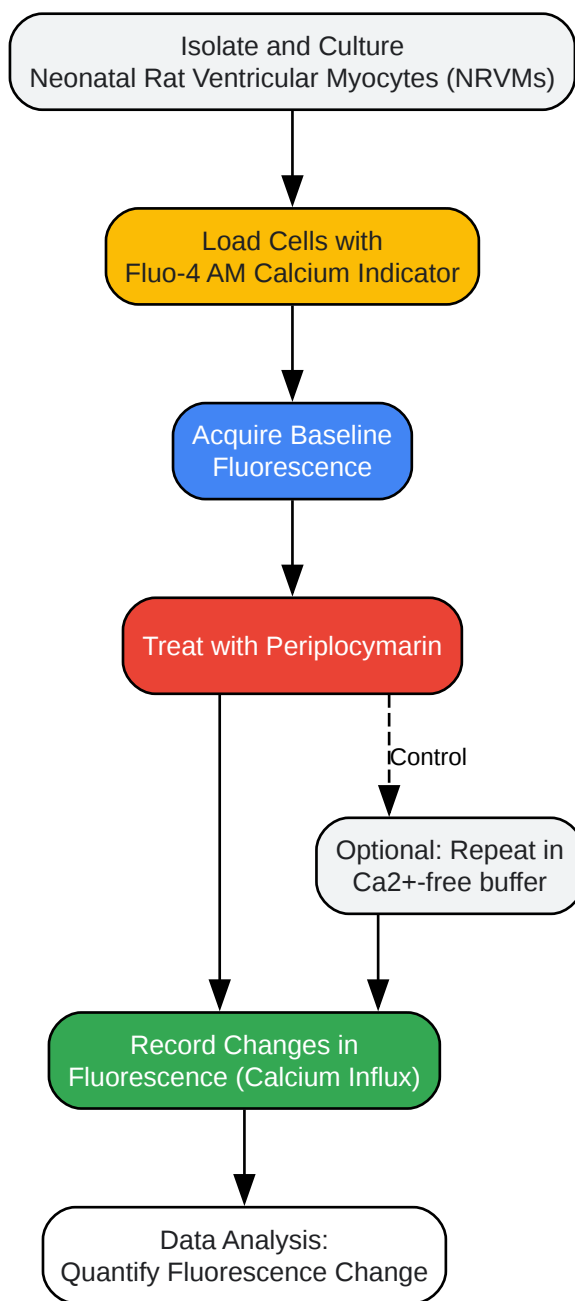 Isolate and Culture
Neonatal Rat Ventricular Myocytes (NRVMs)
Load Cells with
Fluo-4 AM Calcium Indicator
Acquire Baseline
Fluorescence
Treat with Periplocymarin
Control
Optional: Repeat in
Ca2+-free buffer
Record Changes in
Fluorescence (Calcium Influx)
Data Analysis:
Quantify Fluorescence Change